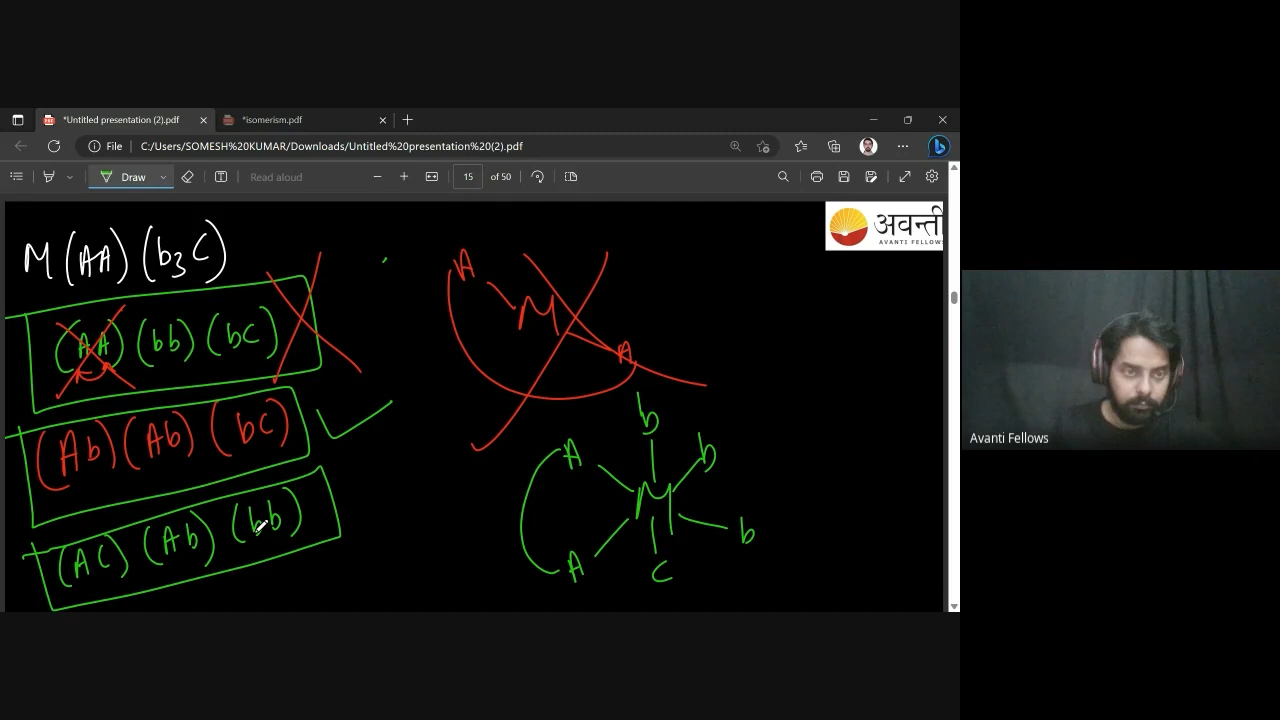 *Untitled presentation (2).pdf
*isomerism.pdf
File
C:/Users/SOMESH%20KUMAR/Downloads/Untitled%20presentation%20(2).pdf
Draw
Read aloud
15 of 50
अवन्ती
AVANTI FELLOWS
M(AA)(b₃C)
(AA)(bb)(bC)
(Ab)(Ab)(bC)
(AC)(Ab)(bb)
A
M
A
b
A b
M
b
A C
Avanti Fellows